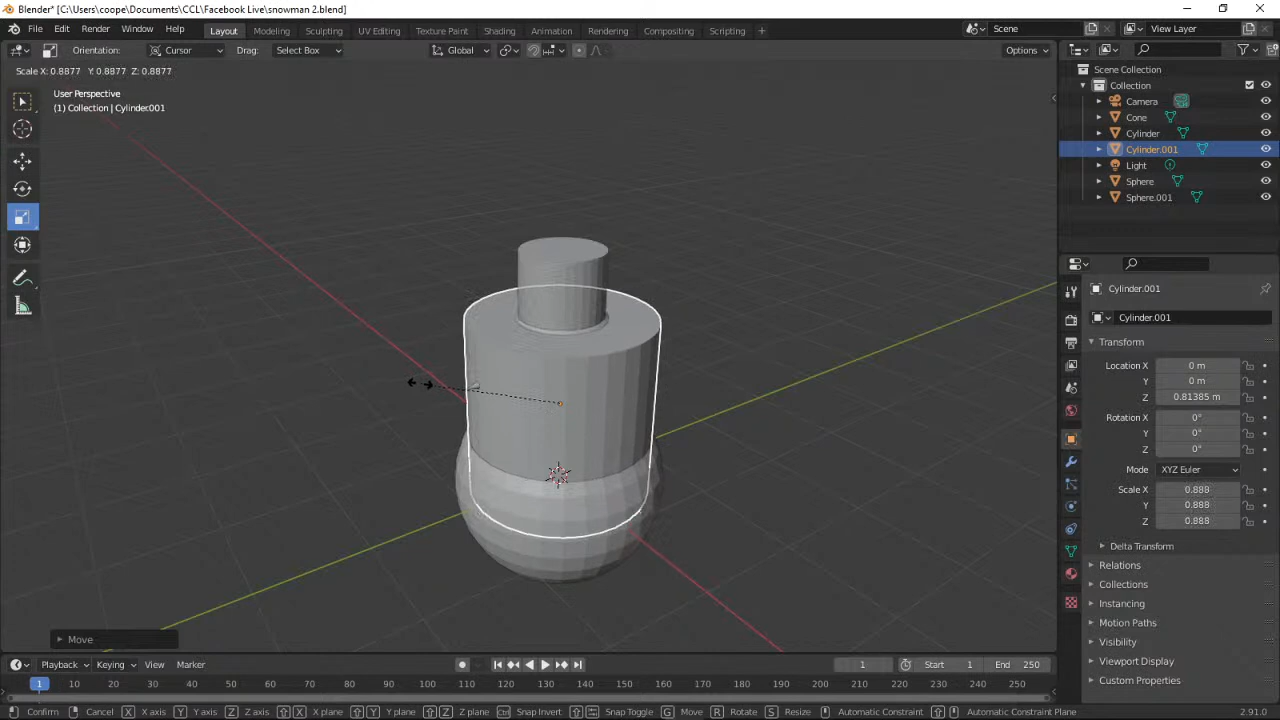 Blender* [C:\Users\coope\Documents\CCL\Facebook Live\snowman 2.blend]
File Edit Render Window Help Layout Modeling Sculpting UV Editing Texture Paint Shading Animation Rendering Compositing Scripting + Scene View Layer
Orientation: Cursor Drag: Select Box Global Options
Scale X: 0.8877 Y: 0.8877 Z: 0.8877
User Perspective
(1) Collection | Cylinder.001
Scene Collection
Collection
Camera
Cone
Cylinder
Cylinder.001
Light
Sphere
Sphere.001
Cylinder.001
Cylinder.001
Transform
Location X 0 m
Y 0 m
Z 0.81385 m
Rotation X 0°
Y 0°
Z 0°
Mode XYZ Euler
Scale X 0.888
Y 0.888
Z 0.888
Delta Transform
Relations
Collections
Instancing
Motion Paths
Visibility
Viewport Display
Custom Properties
Move
Playback Keying View Marker 1 Start 1 End 250
1 10 20 30 40 50 60 70 80 90 100 110 120 130 140 150 160 170 180 190 200 210 220 230 240 250
Confirm Cancel X X axis Y Y axis Z Z axis X X plane Y Y plane Z Z plane Ctrl Snap Invert Snap Toggle G Move R Rotate S Resize Automatic Constraint Automatic Constraint Plane 2.91.0